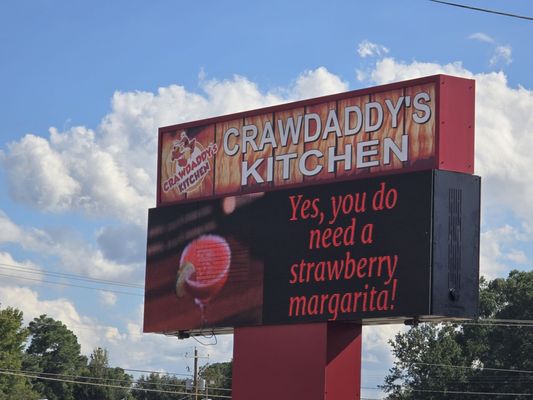 CRAWDADDY'S
KITCHEN
CRAWDADDY'S
KITCHEN
Yes, you do
need a
strawberry
margarita!